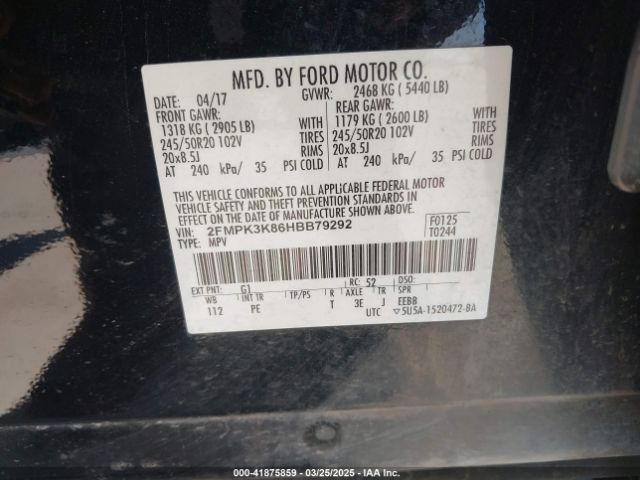 MFD. BY FORD MOTOR CO.
DATE: 04/17 GVWR: 2468 KG ( 5440 LB)
FRONT GAWR: REAR GAWR:
1318 KG ( 2905 LB) WITH 1179 KG ( 2600 LB) WITH
245/50R20 102V TIRES 245/50R20 102V TIRES
20x8.5J RIMS 20x8.5J RIMS
AT 240 kPa/ 35 PSI COLD AT 240 kPa/ 35 PSI COLD
THIS VEHICLE CONFORMS TO ALL APPLICABLE FEDERAL MOTOR
VEHICLE SAFETY AND THEFT PREVENTION STANDARDS IN
EFFECT ON THE DATE OF MANUFACTURE SHOWN ABOVE.
VIN: 2FMPK3K86HBB79292 F0125
TYPE: MPV T0244
EXT PNT: G1 RC: 52 DSO:
WB INT TR TP/PS R AXLE TR SPR
112 PE T 3E J EEBB
UTC ▽5U5A-1520472-BA
000-41875859 — 03/25/2025 — IAA Inc.